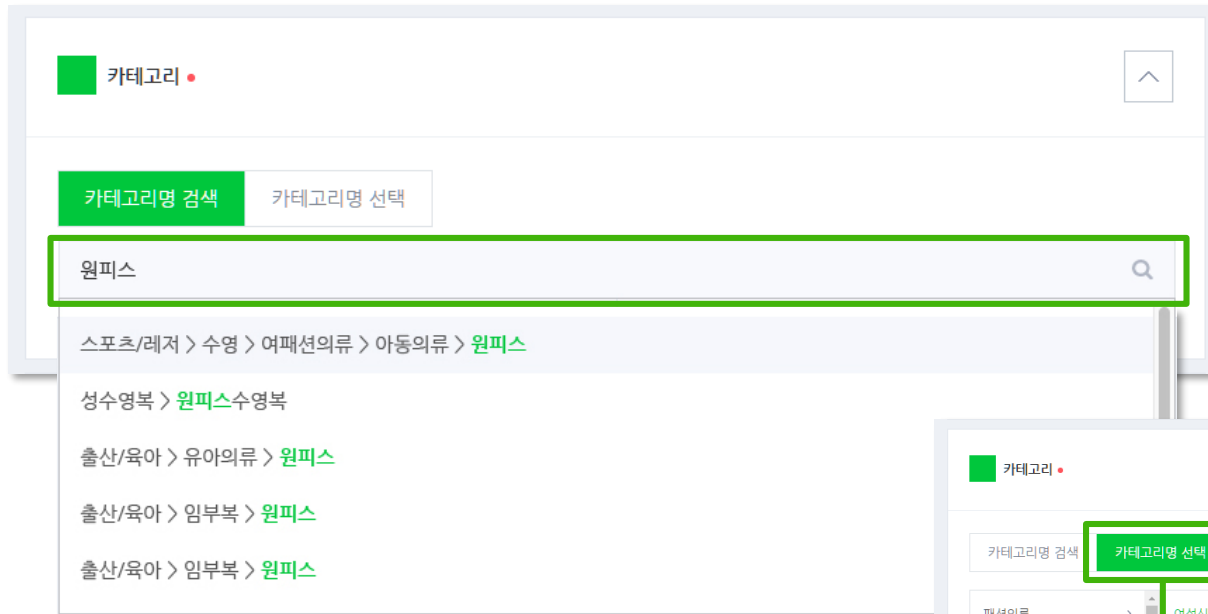 카테고리
카테고리명 검색 카테고리명 선택
원피스
스포츠/레저 > 수영 > 여패션의류 > 아동의류 > 원피스
성수영복 > 원피스수영복
출산/육아 > 유아의류 > 원피스
출산/육아 > 임부복 > 원피스
출산/육아 > 임부복 > 원피스
카테고리
카테고리명 검색 카테고리명 선택